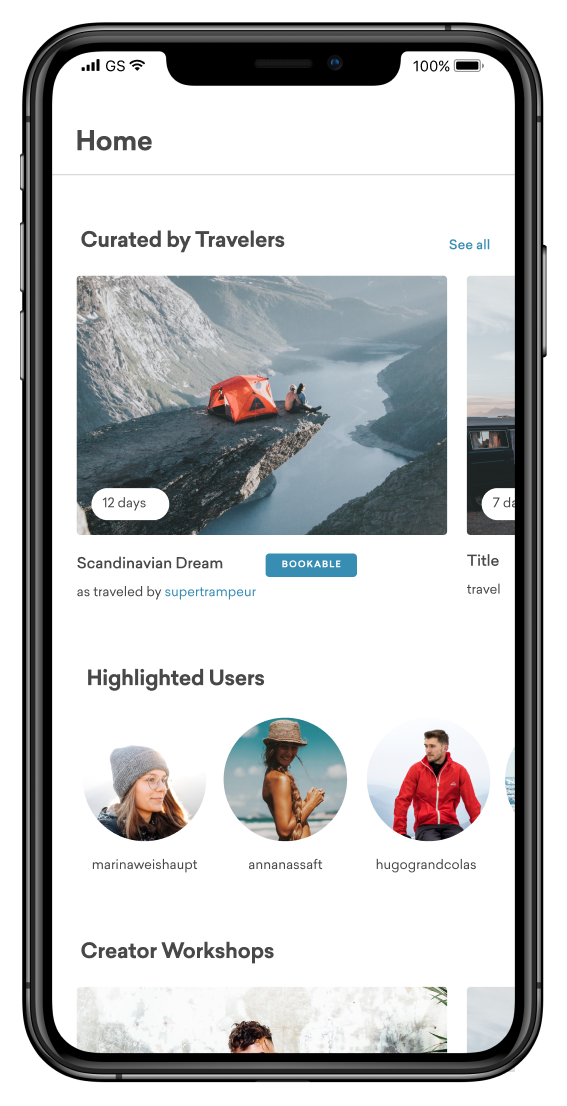 GS 100%
Home
Curated by Travelers
See all
12 days
7 da
Scandinavian Dream
BOOKABLE
Title
as traveled by supertrampeur
travel
Highlighted Users
marinaweishaupt annanassaft hugograndcolas
Creator Workshops